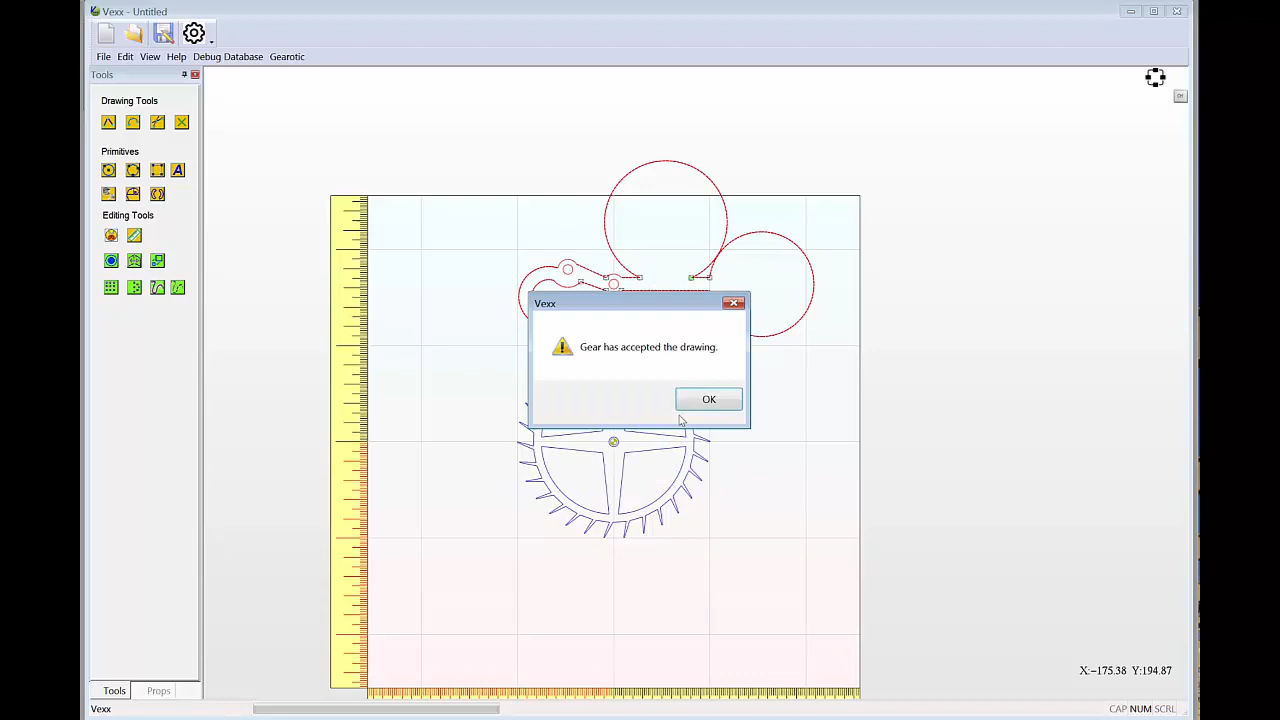 Vexx - Untitled
File Edit View Help Debug Database Gearotic
Tools
Drawing Tools
Primitives
A
Editing Tools
Vexx
Gear has accepted the drawing.
OK
X:-175.38 Y:194.87
Tools Props
Vexx
CAP NUM SCRL